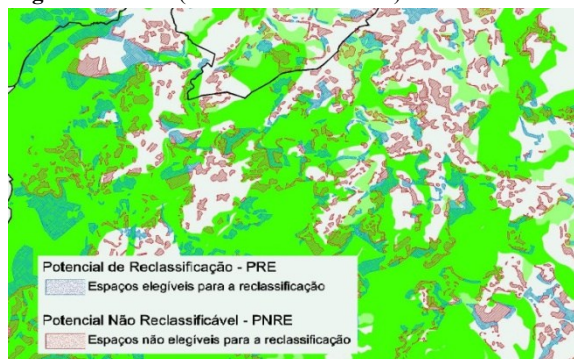 Potencial de Reclassificação - PRE
Espaços elegíveis para a reclassificação
Potencial Não Reclassificável - PNRE
Espaços não elegíveis para a reclassificação